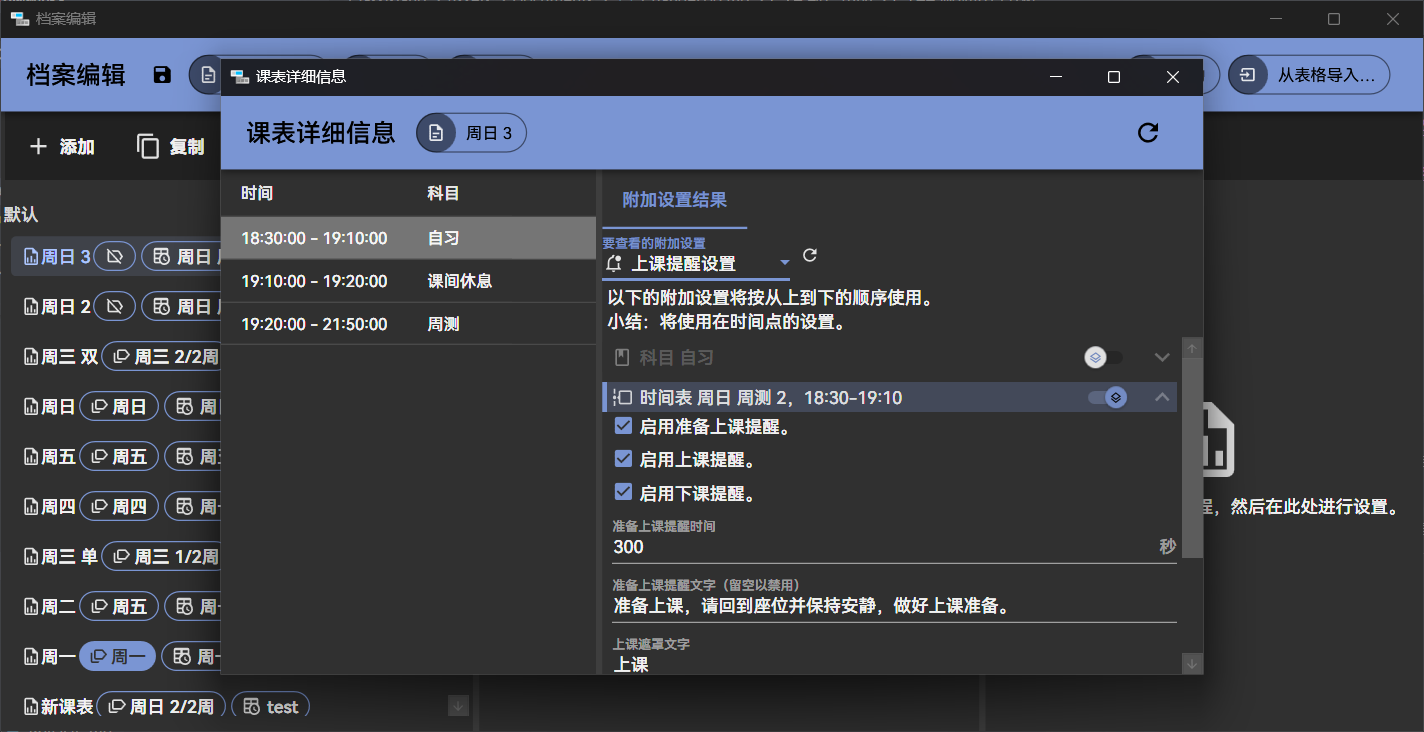 档案编辑
档案编辑
从表格导入...
添加
复制
默认
周日 3
周日
周日 2
周日
周三 双
周三 2/2周
周日
周日
周五
周五
周四
周四
周三 单
周三 1/2周
周二
周五
周一
周一
新课表
周日 2/2周
test
然后在此处进行设置。
课表详细信息
课表详细信息
周日 3
时间
科目
18:30:00 - 19:10:00
自习
19:10:00 - 19:20:00
课间休息
19:20:00 - 21:50:00
周测
附加设置结果
要查看的附加设置
上课提醒设置
以下的附加设置将按从上到下的顺序使用。
小结：将使用在时间点的设置。
科目 自习
时间表 周日 周测 2，18:30-19:10
启用准备上课提醒。
启用上课提醒。
启用下课提醒。
准备上课提醒时间
300
秒
准备上课提醒文字（留空以禁用）
准备上课，请回到座位并保持安静，做好上课准备。
上课遮罩文字
上课